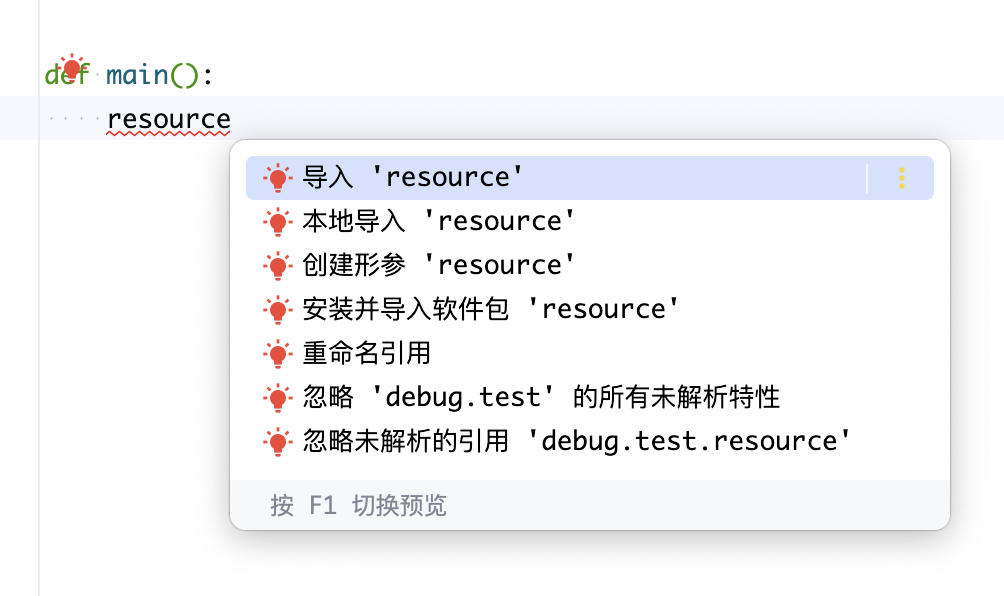 def main():
resource
导入 'resource'
本地导入 'resource'
创建形参 'resource'
安装并导入软件包 'resource'
重命名引用
忽略 'debug.test' 的所有未解析特性
忽略未解析的引用 'debug.test.resource'
按 F1 切换预览